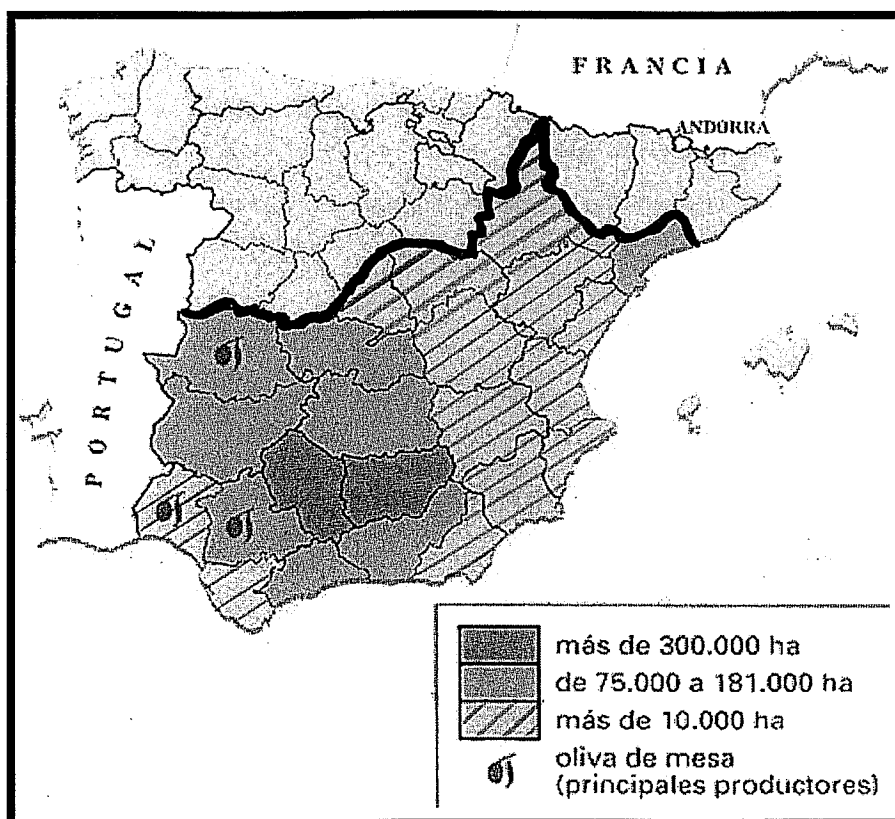 FRANCIA
ANDORRA
PORTUGAL
más de 300.000 ha
de 75.000 a 181.000 ha
más de 10.000 ha
oliva de mesa
(principales productores)